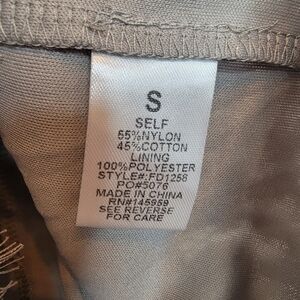 S
SELF
55%NYLON
45%COTTON
LINING
100%POLYESTER
STYLE#:FD1258
PO#5076
MADE IN CHINA
RN#145959
SEE REVERSE
FOR CARE